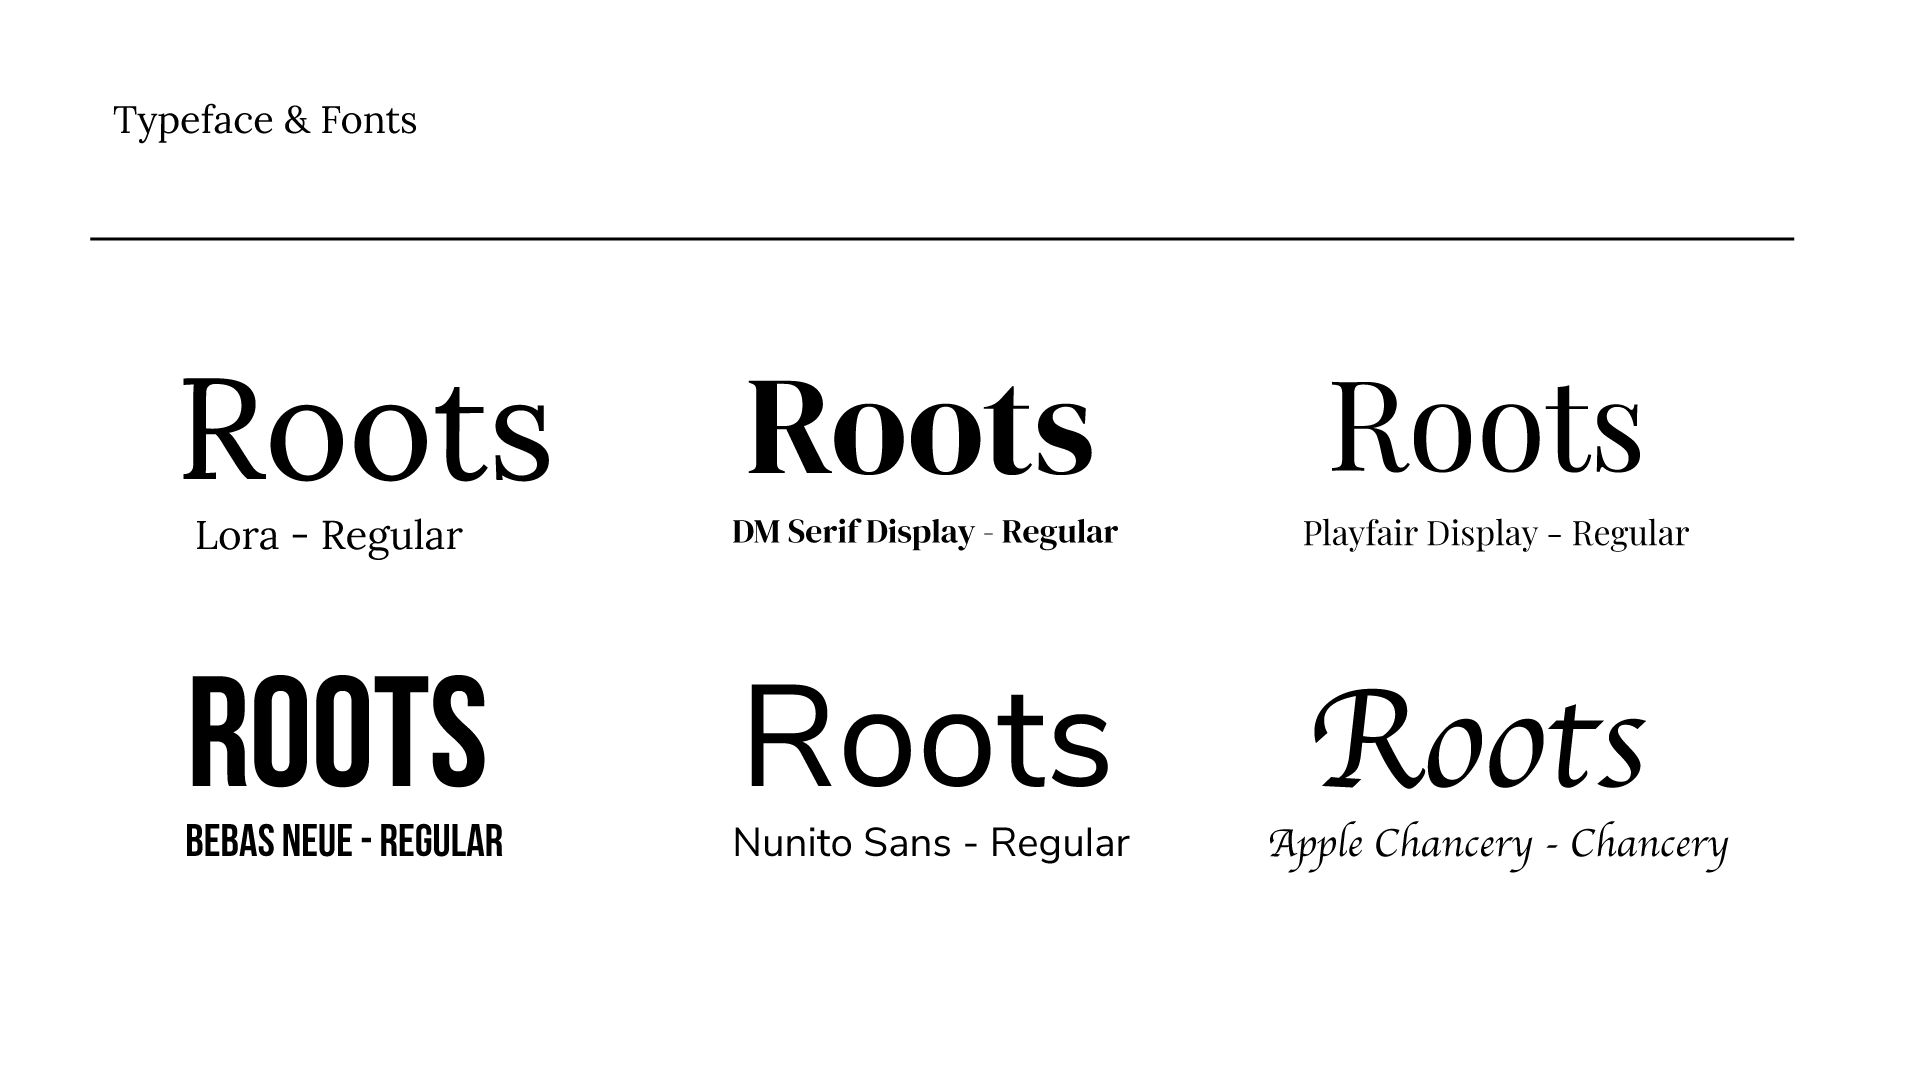 Typeface & Fonts
Roots
Roots
Roots
Lora - Regular
DM Serif Display - Regular
Playfair Display - Regular
ROOTS
Roots
Roots
BEBAS NEUE - REGULAR
Nunito Sans - Regular
Apple Chancery - Chancery